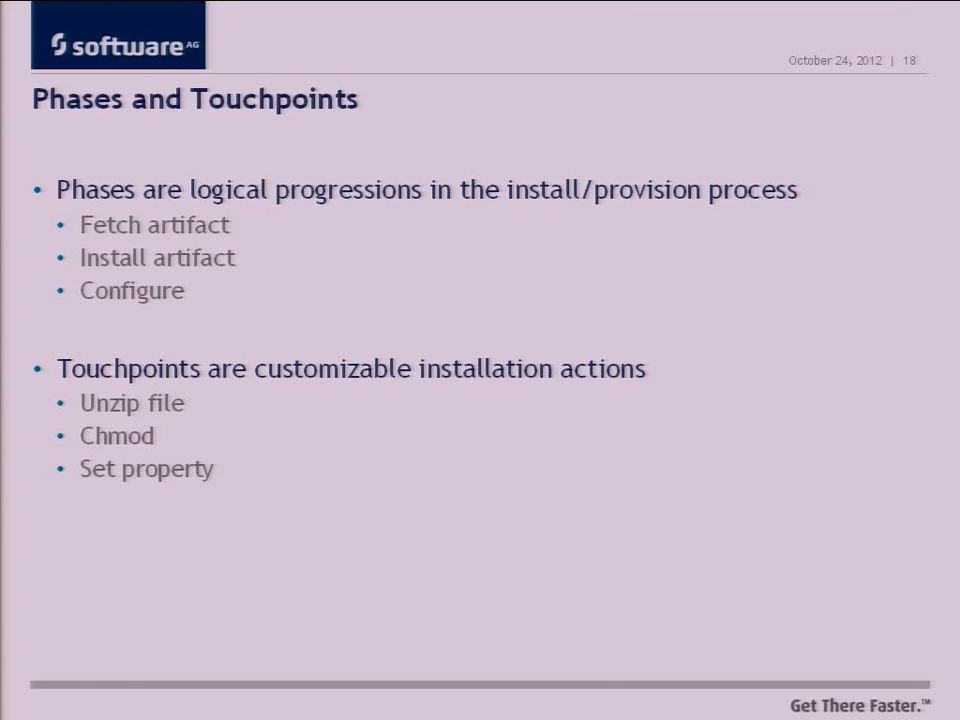 software AG
October 24, 2012 | 18
Phases and Touchpoints
• Phases are logical progressions in the install/provision process
• Fetch artifact
• Install artifact
• Configure
• Touchpoints are customizable installation actions
• Unzip file
• Chmod
• Set property
Get There Faster.™